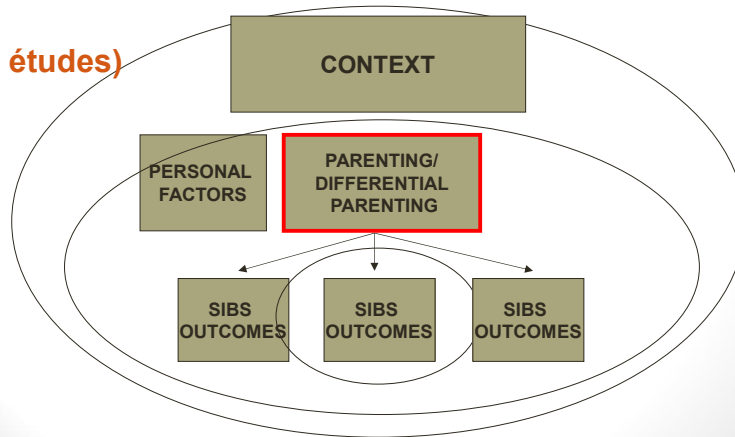 études)
CONTEXT
PERSONAL
FACTORS
PARENTING/
DIFFERENTIAL
PARENTING
SIBS
OUTCOMES
SIBS
OUTCOMES
SIBS
OUTCOMES